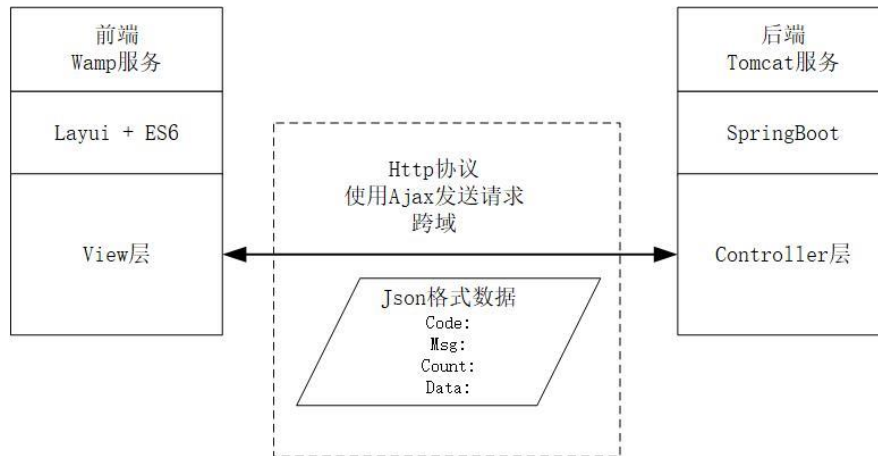 前端
Wamp服务
Layui + ES6
View层
Http协议
使用Ajax发送请求
跨域
Json格式数据
Code:
Msg:
Count:
Data:
后端
Tomcat服务
SpringBoot
Controller层